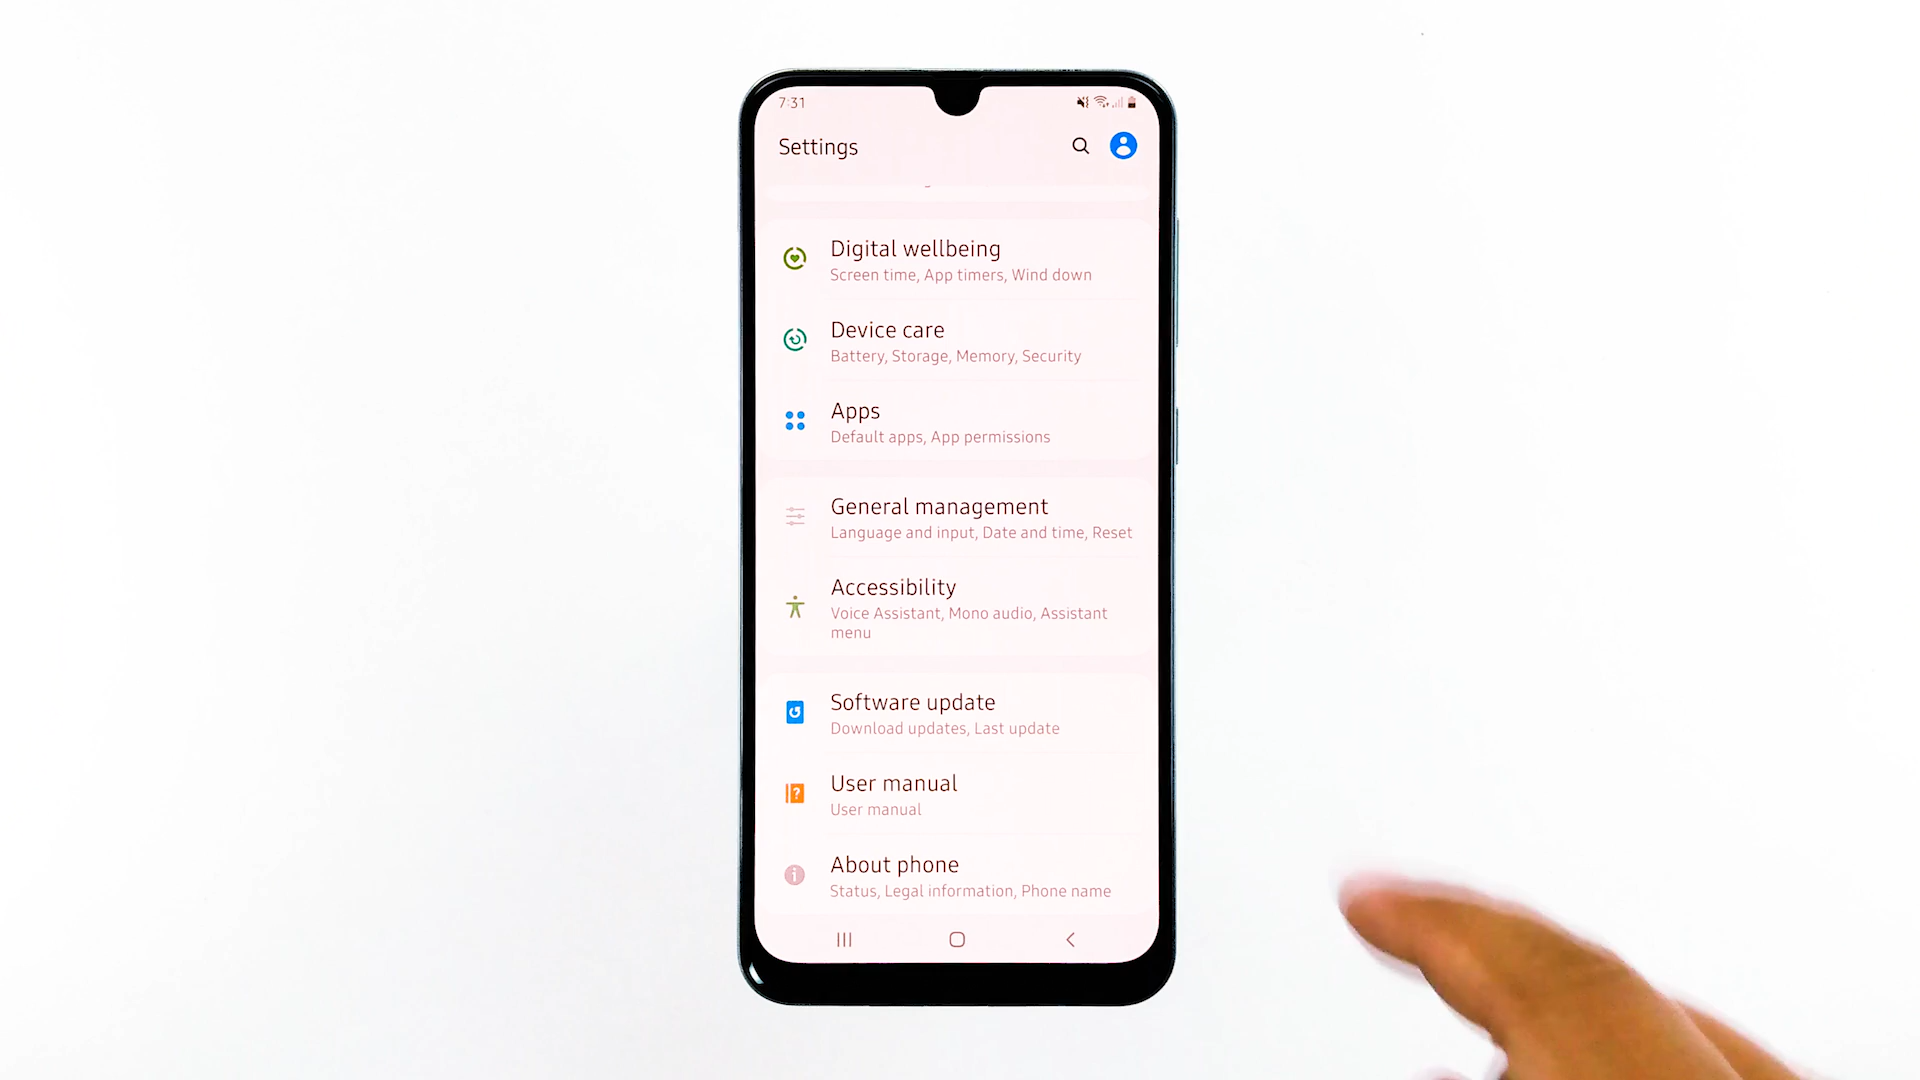 7:31
Settings
Digital wellbeing
Screen time, App timers, Wind down
Device care
Battery, Storage, Memory, Security
Apps
Default apps, App permissions
General management
Language and input, Date and time, Reset
Accessibility
Voice Assistant, Mono audio, Assistant
menu
Software update
Download updates, Last update
User manual
User manual
About phone
Status, Legal information, Phone name